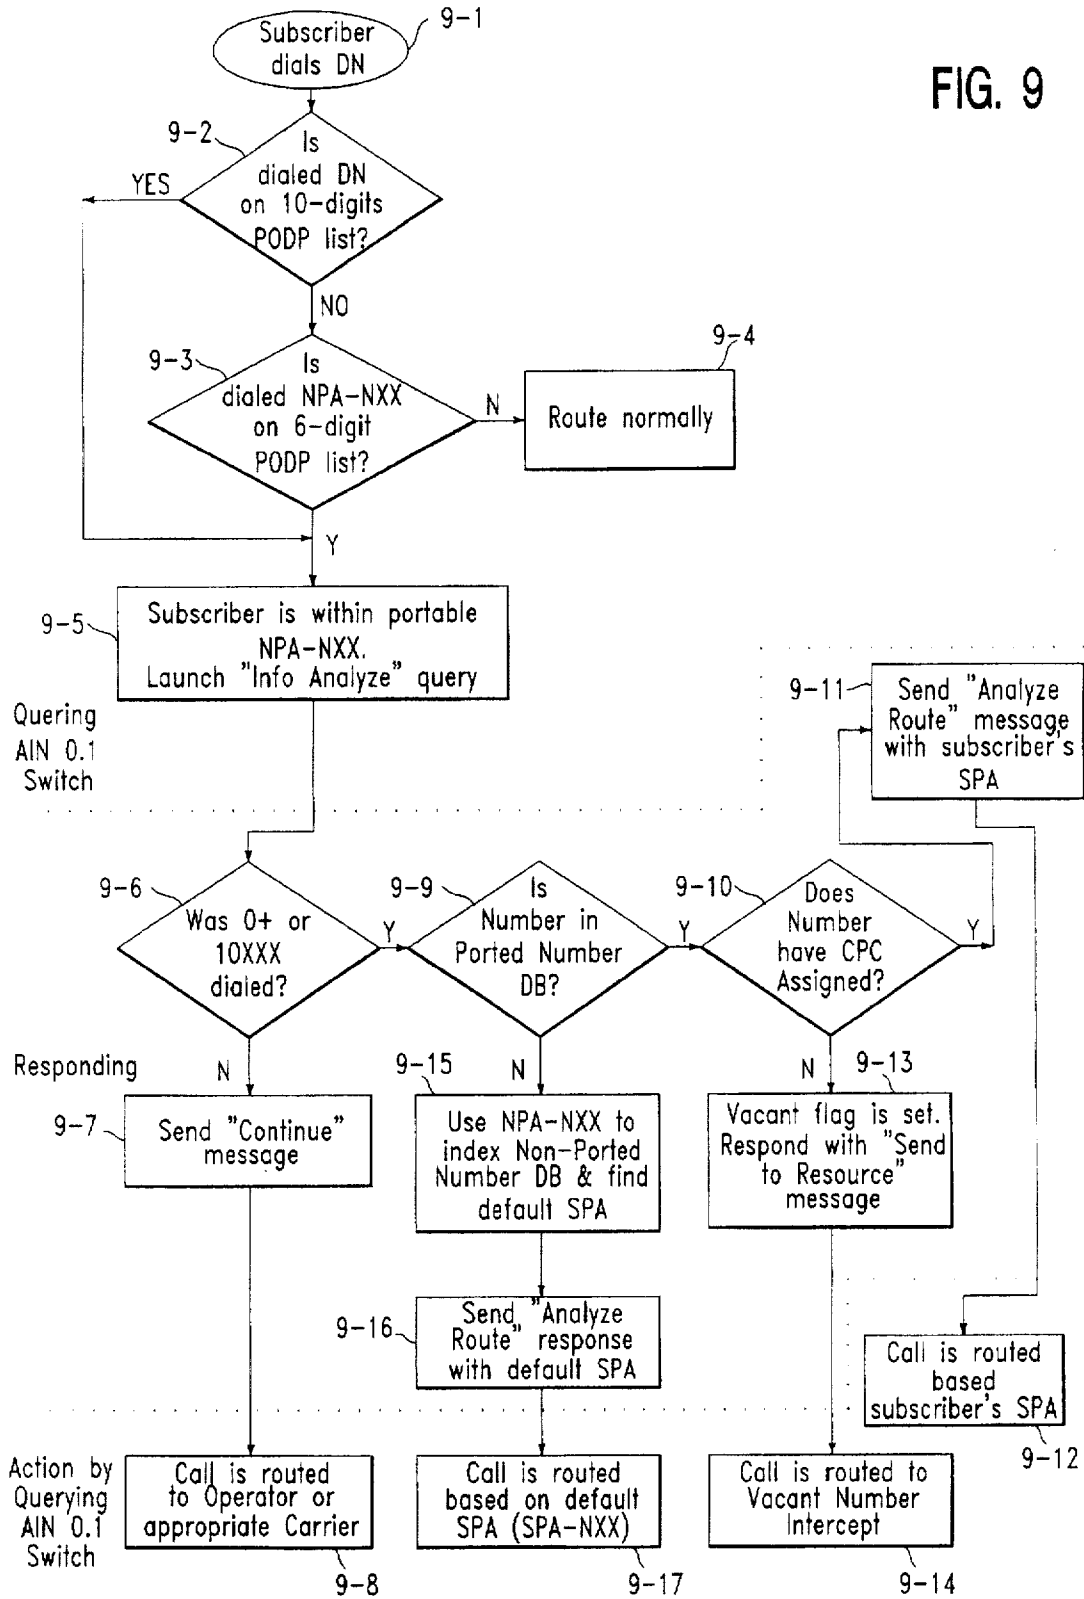 Subscriber
dials DN
9-1
FIG. 9
9-2
Is
dialed DN
on 10-digits
PODP list?
YES
NO
9-3
Is
dialed NPA-NXX
on 6-digit
PODP list?
N
9-4
Route normally
Y
9-5
Subscriber is within portable
NPA-NXX.
Launch "Info Analyze" query
Quering
AIN 0.1
Switch
9-11
Send "Analyze
Route" message
with subscriber's
SPA
9-6
Was 0+ or
10XXX
dialed?
Y
9-9
Is
Number in
Ported Number
DB?
Y
9-10
Does
Number
have CPC
Assigned?
Y
Responding
N
9-7
Send "Continue"
message
9-15
N
Use NPA-NXX to
index Non-Ported
Number DB & find
default SPA
N
9-13
Vacant flag is set.
Respond with "Send
to Resource"
message
9-16
Send "Analyze
Route" response
with default SPA
Call is routed
based
subscriber's SPA
9-12
Action by
Querying
AIN 0.1
Switch
Call is routed
to Operator or
appropriate Carrier
9-8
Call is routed
based on default
SPA (SPA-NXX)
9-17
Call is routed to
Vacant Number
Intercept
9-14